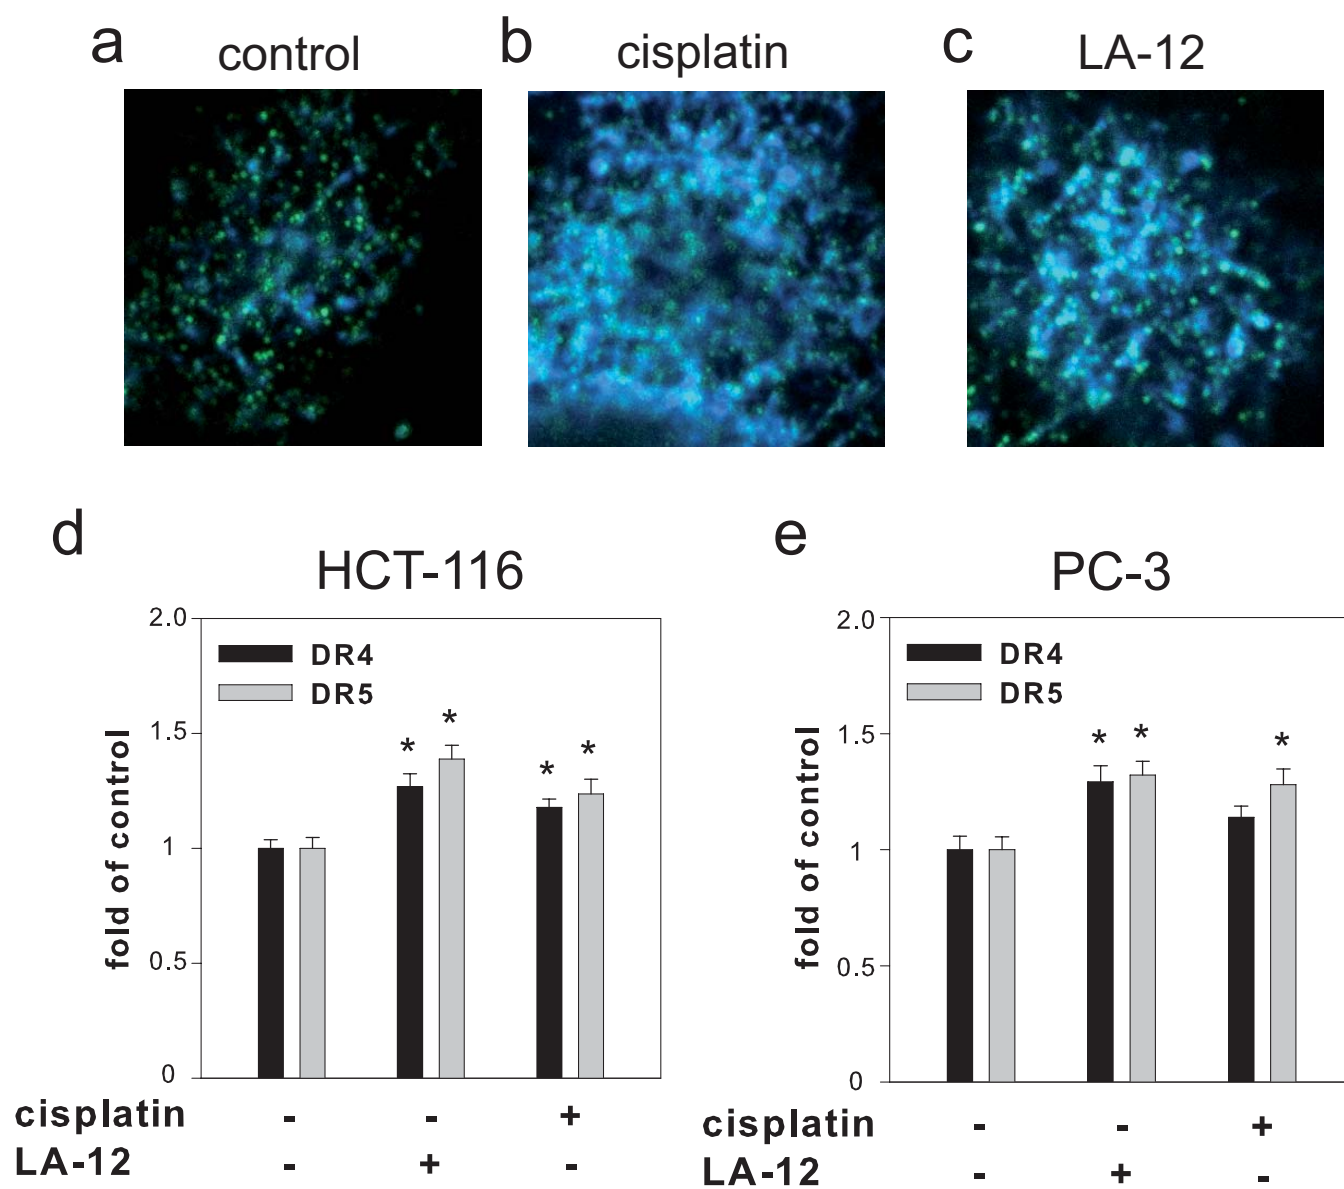 a control b cisplatin c LA-12
d HCT-116 e PC-3
2.0 2.0
DR4 DR4
DR5 DR5
* * * * * * *
1.5 1.5
fold of control fold of control
1 1
0.5 0.5
0 0
cisplatin - - + cisplatin - - +
LA-12 - + - LA-12 - + -